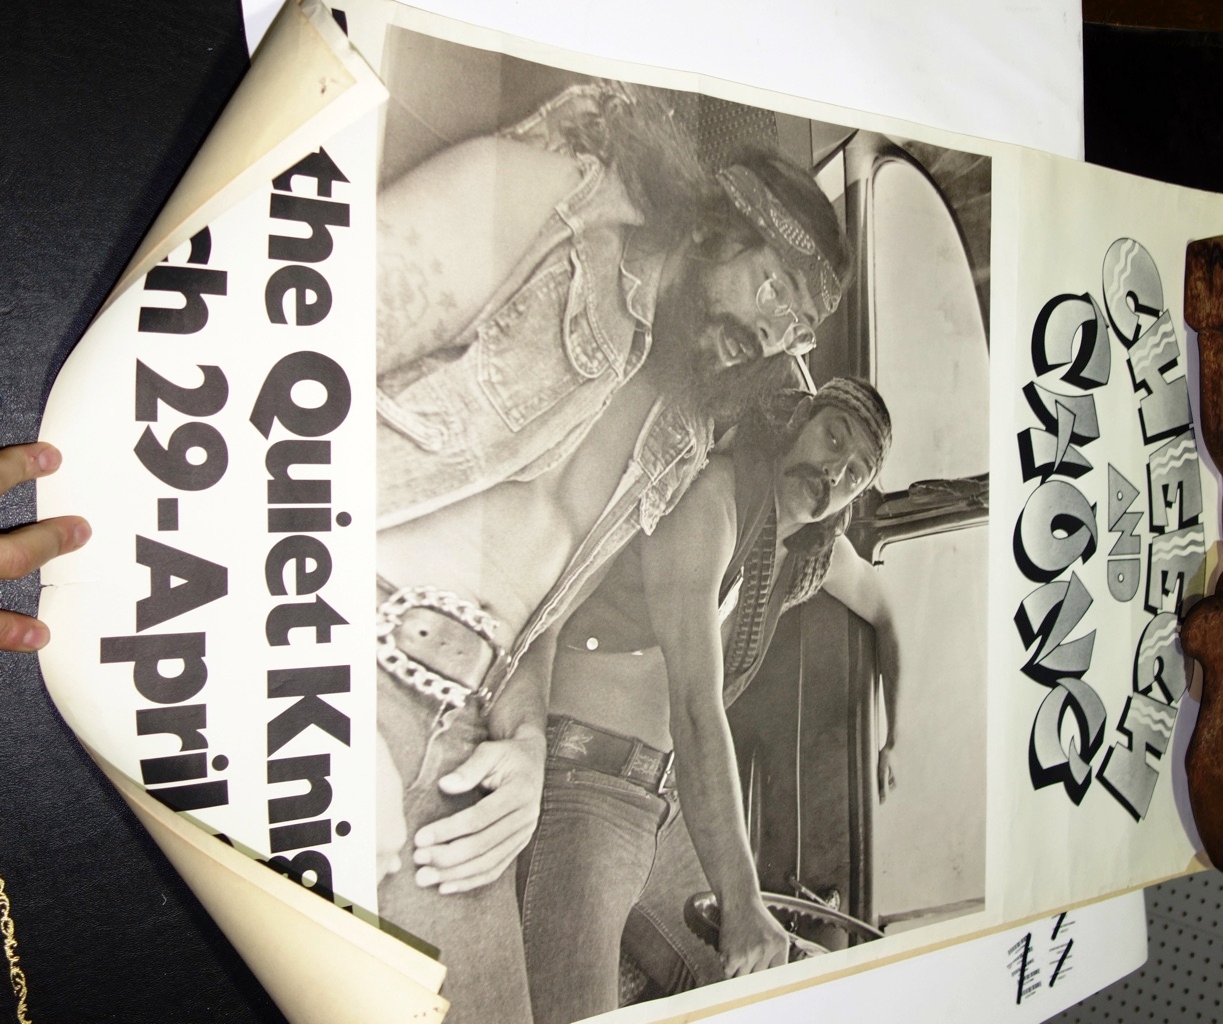 CHEECH
AND
CHONG
the Quiet Knig
ch 29-April